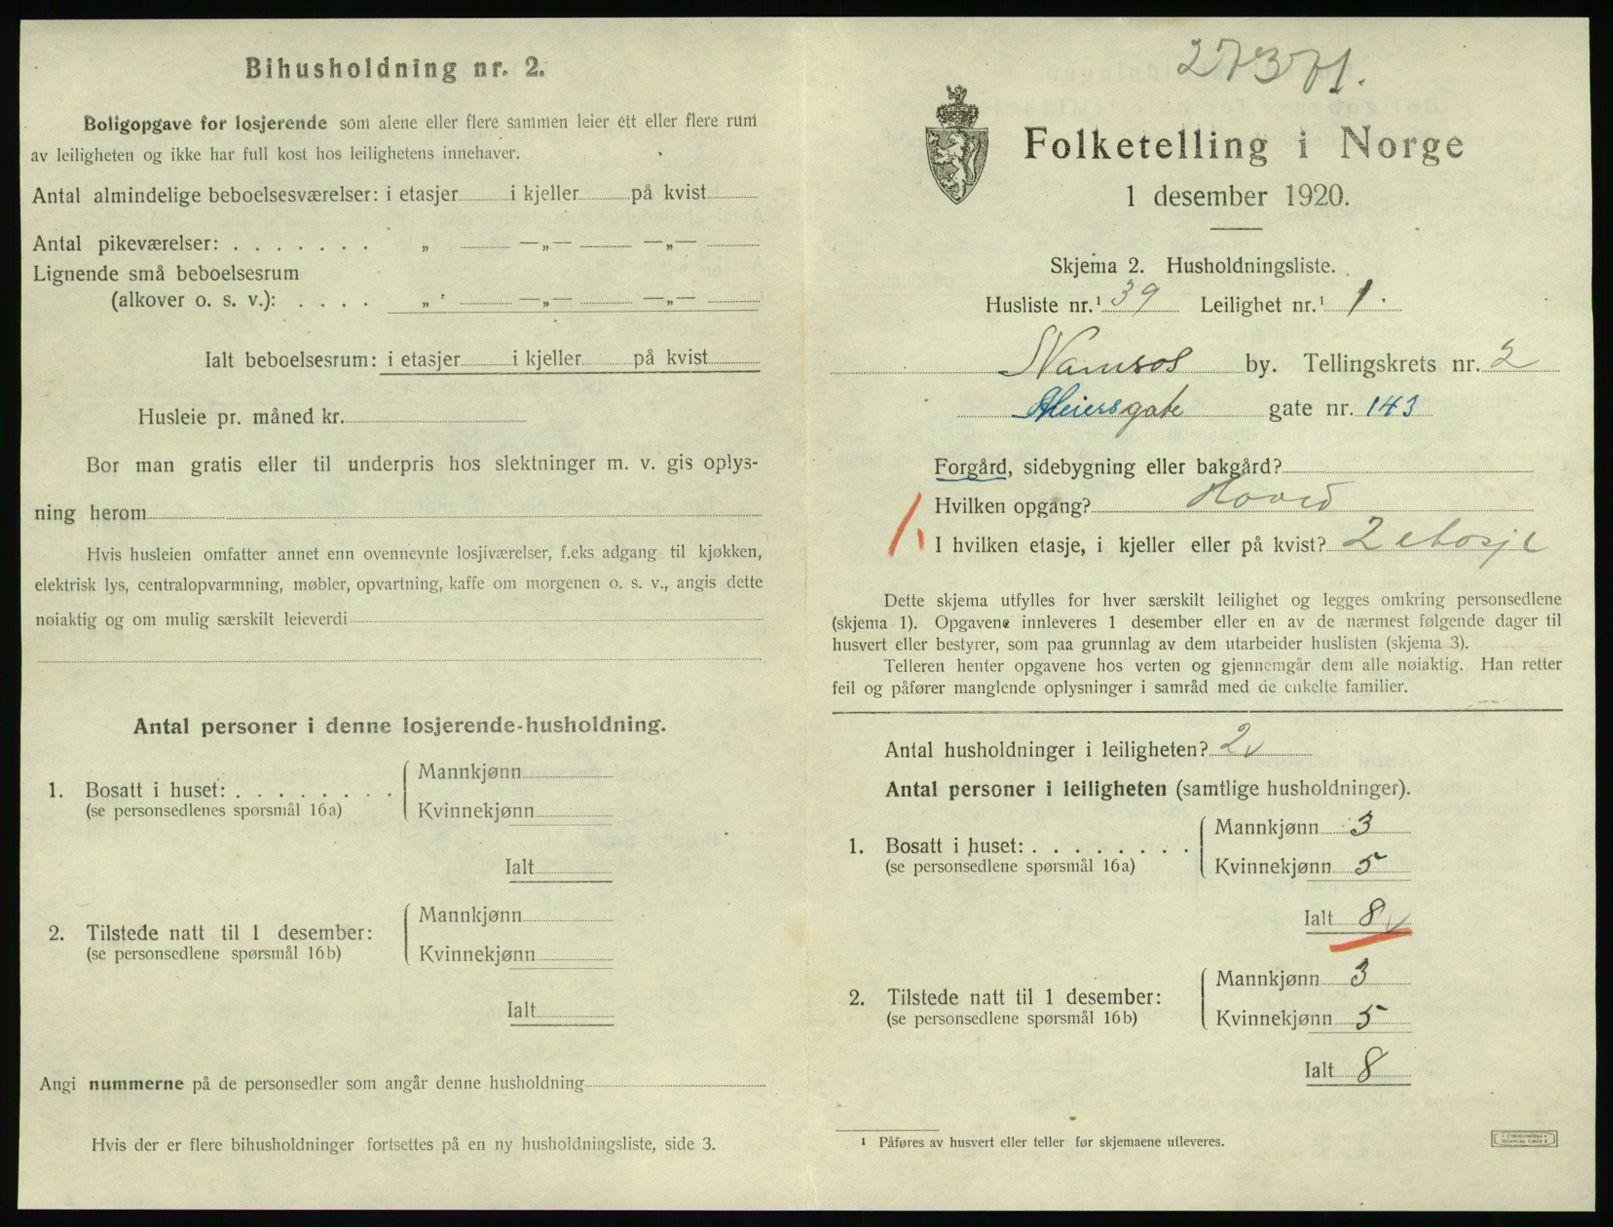 Bihusholdning nr. 2.
Boligopgave for losjerende som alene eller flere sammen leier ett eller flere rum
av leiligheten og ikke har full kost hos leilighetens innehaver.
Antal almindelige beboelsesværelser: i etasjer i kjeller på kvist
Antal pikeværelser: . . . . . . . „ —„— —„—
Lignende små beboelsesrum
(alkover o. s. v.): . . . . „ —„— —„—
Ialt beboelsesrum: i etasjer i kjeller på kvist
Husleie pr. måned kr.
Bor man gratis eller til underpris hos slektninger m. v. gis oplys-
ning herom
Hvis husleien omfatter annet enn ovennevnte losjiværelser, f.eks adgang til kjøkken,
elektrisk lys, centralopvarmning, møbler, opvartning, kaffe om morgenen o. s. v., angis dette
nøiaktig og om mulig særskilt leieverdi
Antal personer i denne losjerende-husholdning.
1. Bosatt i huset: . . . . . . . . Mannkjønn
(se personsedlenes spørsmål 16a) Kvinnekjønn
Ialt
2. Tilstede natt til 1 desember: Mannkjønn
(se personsedlene spørsmål 16b) Kvinnekjønn
Ialt
Angi nummerne på de personsedler som angår denne husholdning
Hvis der er flere bihusholdninger fortsettes på en ny husholdningsliste, side 3.
27371.
Folketelling i Norge
1 desember 1920.
Skjema 2. Husholdningsliste.
Husliste nr.¹ 39 Leilighet nr.¹ 1.
Namsos by. Tellingskrets nr. 2
gate nr. 143
Forgård, sidebygning eller bakgård?
Hvilken opgang? Hoved
1. I hvilken etasje, i kjeller eller på kvist? 2 etasje
Dette skjema utfylles for hver særskilt leilighet og legges omkring personsedlene
(skjema 1). Opgavene innleveres 1 desember eller en av de nærmest følgende dager til
husvert eller bestyrer, som paa grunnlag av dem utarbeider huslisten (skjema 3).
Telleren henter opgavene hos verten og gjennemgår dem alle nøiaktig. Han retter
feil og påfører manglende oplysninger i samråd med de enkelte familier.
Antal husholdninger i leiligheten? 2
Antal personer i leiligheten (samtlige husholdninger).
1. Bosatt i huset: . . . . . . . . Mannkjønn 3
(se personsedlene spørsmål 16a) Kvinnekjønn 5
Ialt 8
2. Tilstede natt til 1 desember: Mannkjønn 3
(se personsedlene spørsmål 16b) Kvinnekjønn 5
Ialt 8
¹ Påføres av husvert eller teller før skjemaene utleveres.